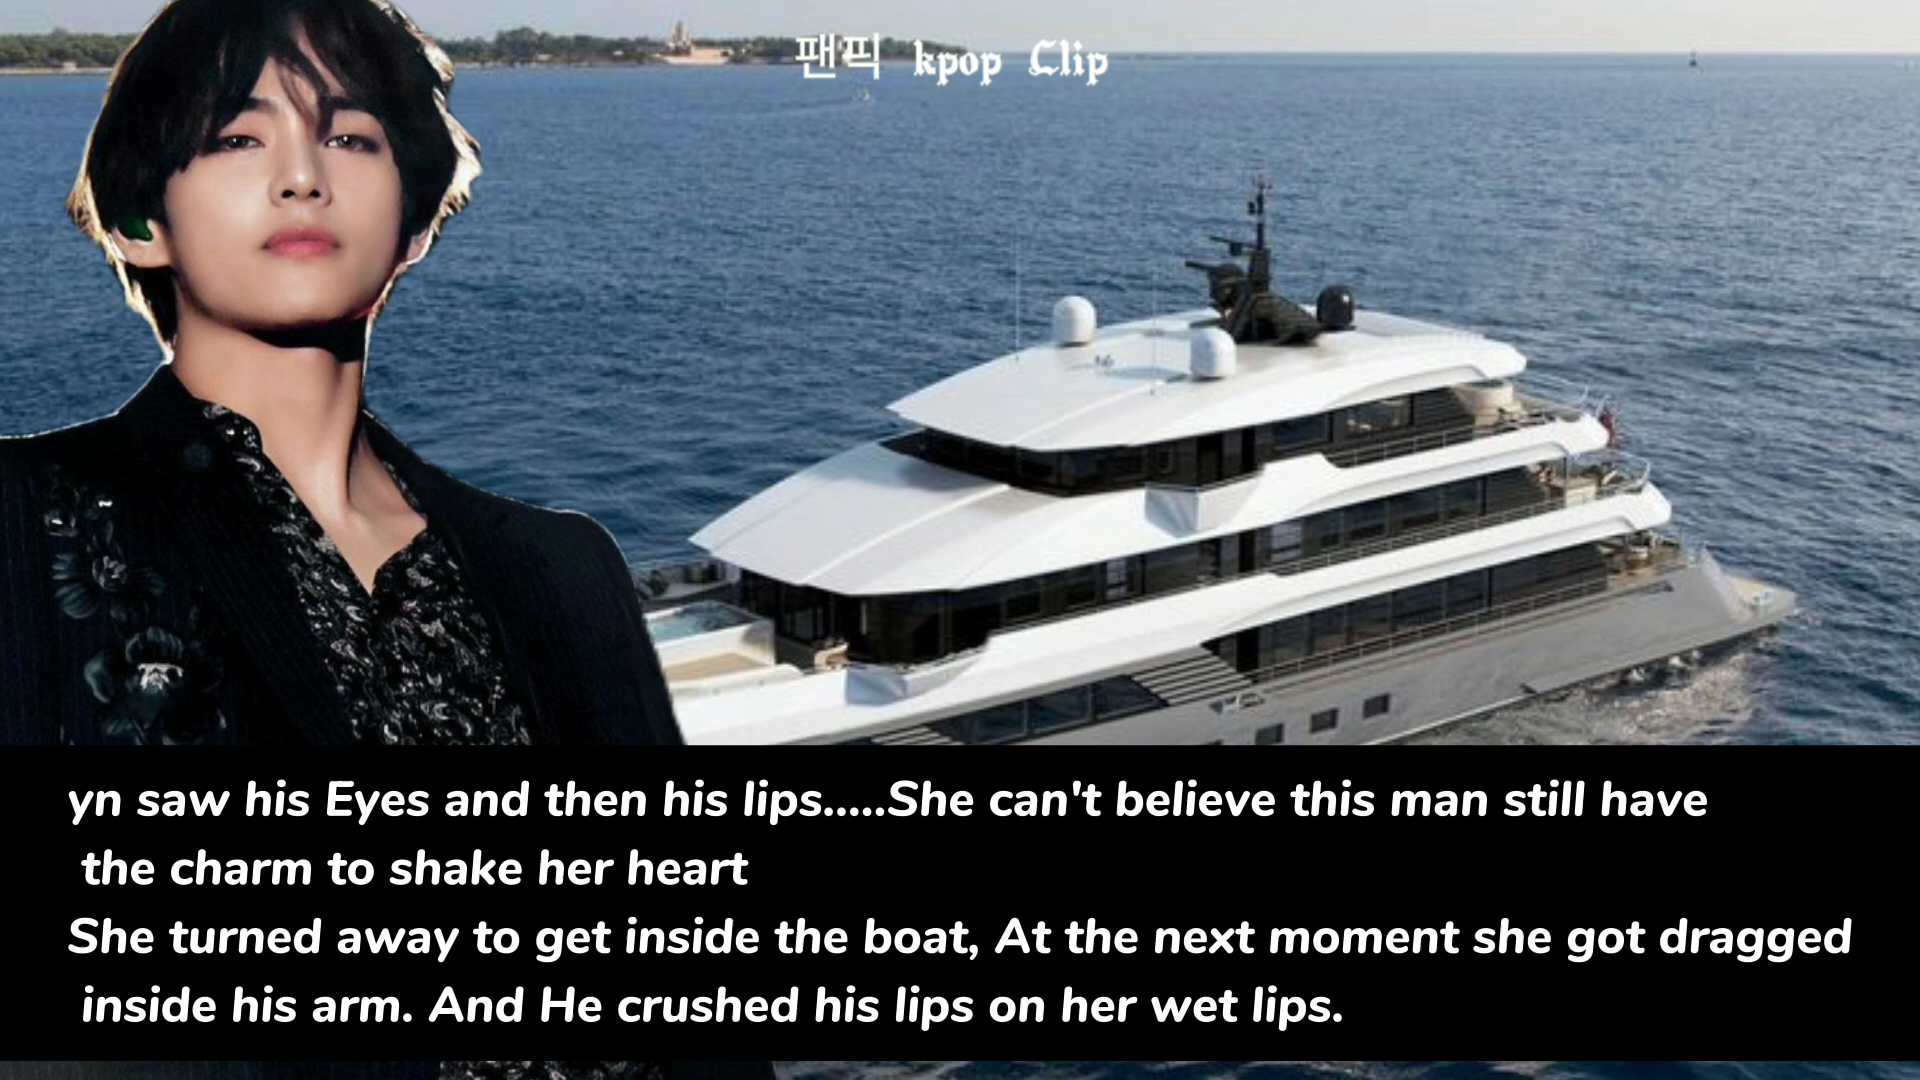 팬픽 kpop Clip
yn saw his Eyes and then his lips.....She can't believe this man still have
the charm to shake her heart
She turned away to get inside the boat, At the next moment she got dragged
inside his arm. And He crushed his lips on her wet lips.